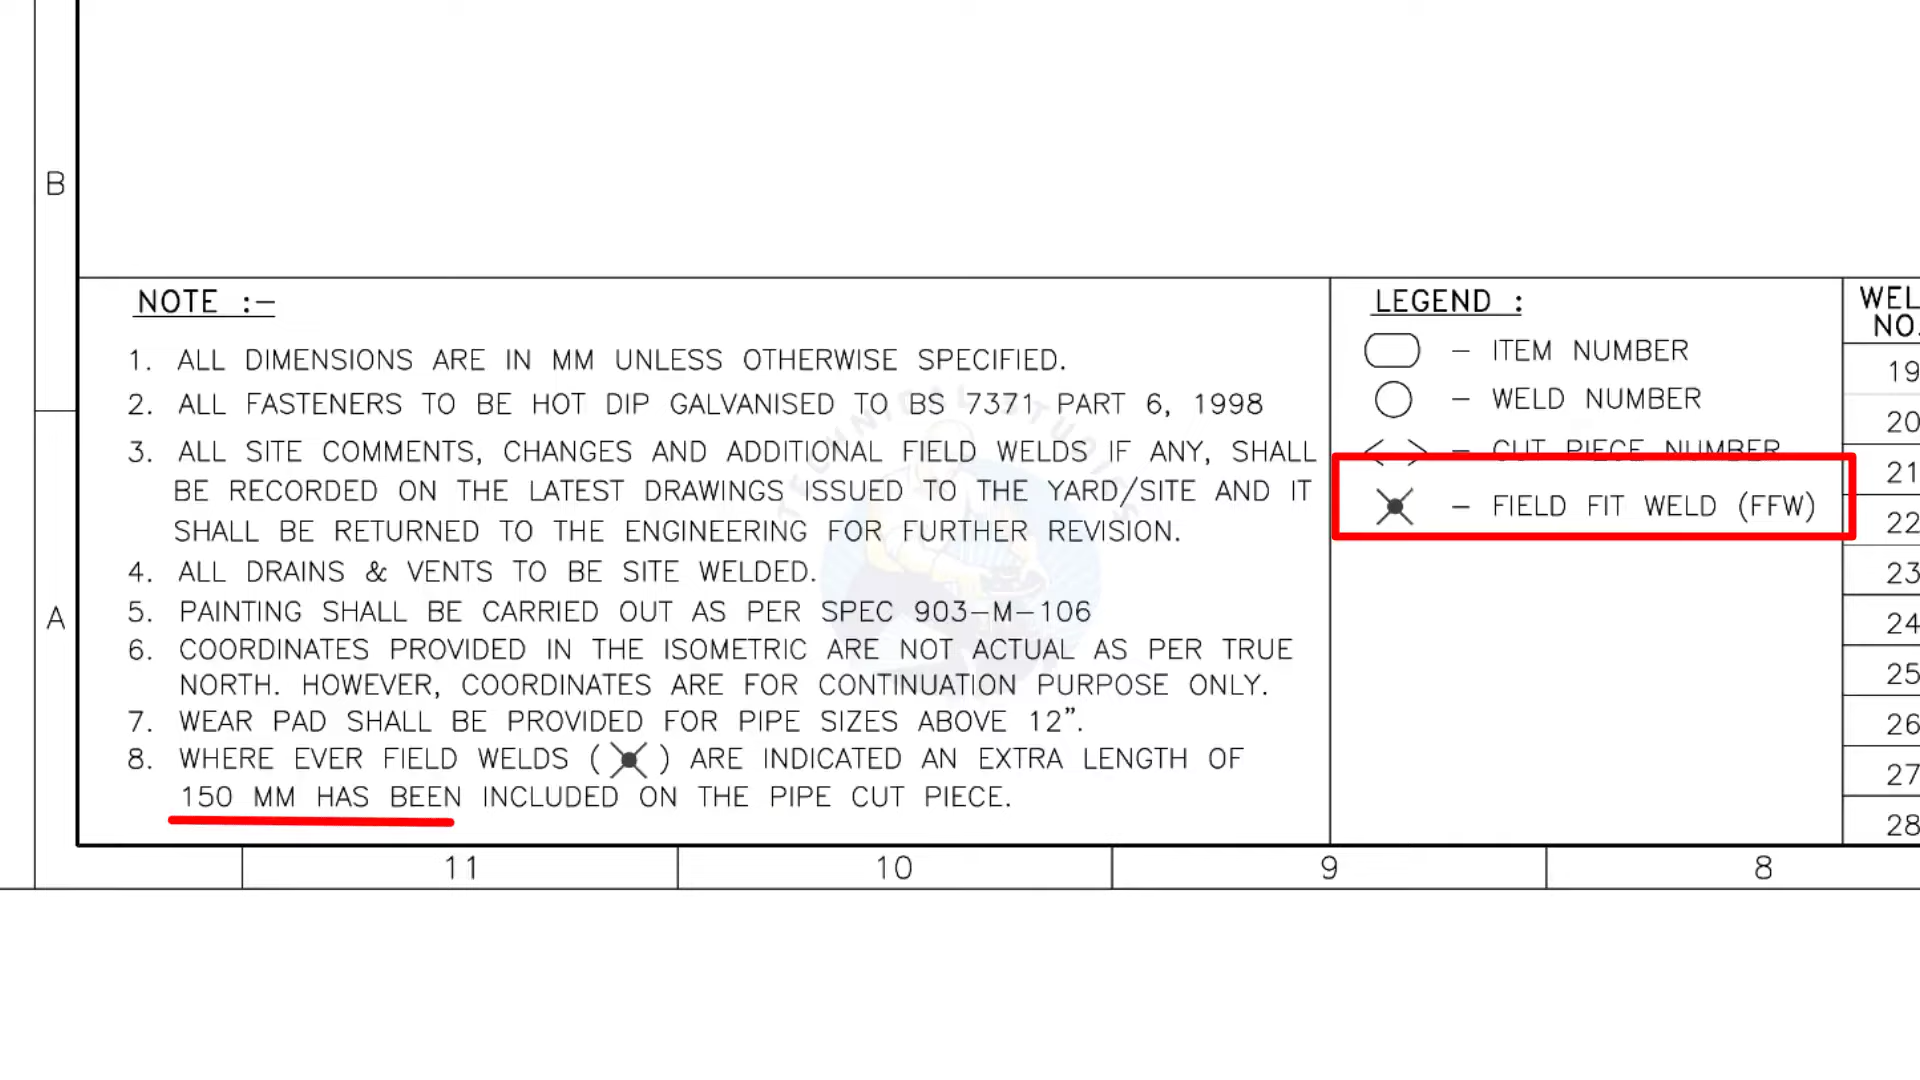 B
NOTE :–
1. ALL DIMENSIONS ARE IN MM UNLESS OTHERWISE SPECIFIED.
2. ALL FASTENERS TO BE HOT DIP GALVANISED TO BS 7371 PART 6, 1998
3. ALL SITE COMMENTS, CHANGES AND ADDITIONAL FIELD WELDS IF ANY, SHALL
BE RECORDED ON THE LATEST DRAWINGS ISSUED TO THE YARD/SITE AND IT
SHALL BE RETURNED TO THE ENGINEERING FOR FURTHER REVISION.
4. ALL DRAINS & VENTS TO BE SITE WELDED.
5. PAINTING SHALL BE CARRIED OUT AS PER SPEC 903–M–106
6. COORDINATES PROVIDED IN THE ISOMETRIC ARE NOT ACTUAL AS PER TRUE
NORTH. HOWEVER, COORDINATES ARE FOR CONTINUATION PURPOSE ONLY.
7. WEAR PAD SHALL BE PROVIDED FOR PIPE SIZES ABOVE 12”.
8. WHERE EVER FIELD WELDS ( ) ARE INDICATED AN EXTRA LENGTH OF
150 MM HAS BEEN INCLUDED ON THE PIPE CUT PIECE.
A
LEGEND :
– ITEM NUMBER
– WELD NUMBER
< > – CUT PIECE NUMBER
– FIELD FIT WELD (FFW)
WEL
NO.
19
20
21
22
23
24
25
26
27
28
11
10
9
8
TECHNICAL STUDIES